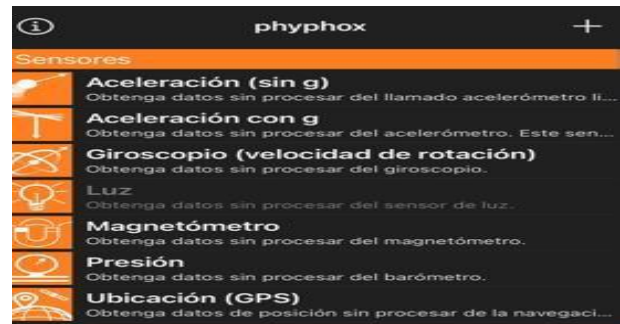 phyphox
Sensores
Aceleración (sin g)
Obtenga datos sin procesar del llamado acelerómetro li...
Aceleración con g
Obtenga datos sin procesar del acelerómetro. Este sen...
Giroscopio (velocidad de rotación)
Obtenga datos sin procesar del giroscopio.
Luz
Obtenga datos sin procesar del sensor de luz.
Magnetómetro
Obtenga datos sin procesar del magnetómetro.
Presión
Obtenga datos sin procesar del barómetro.
Ubicación (GPS)
Obtenga datos de posición sin procesar de la navegaci...